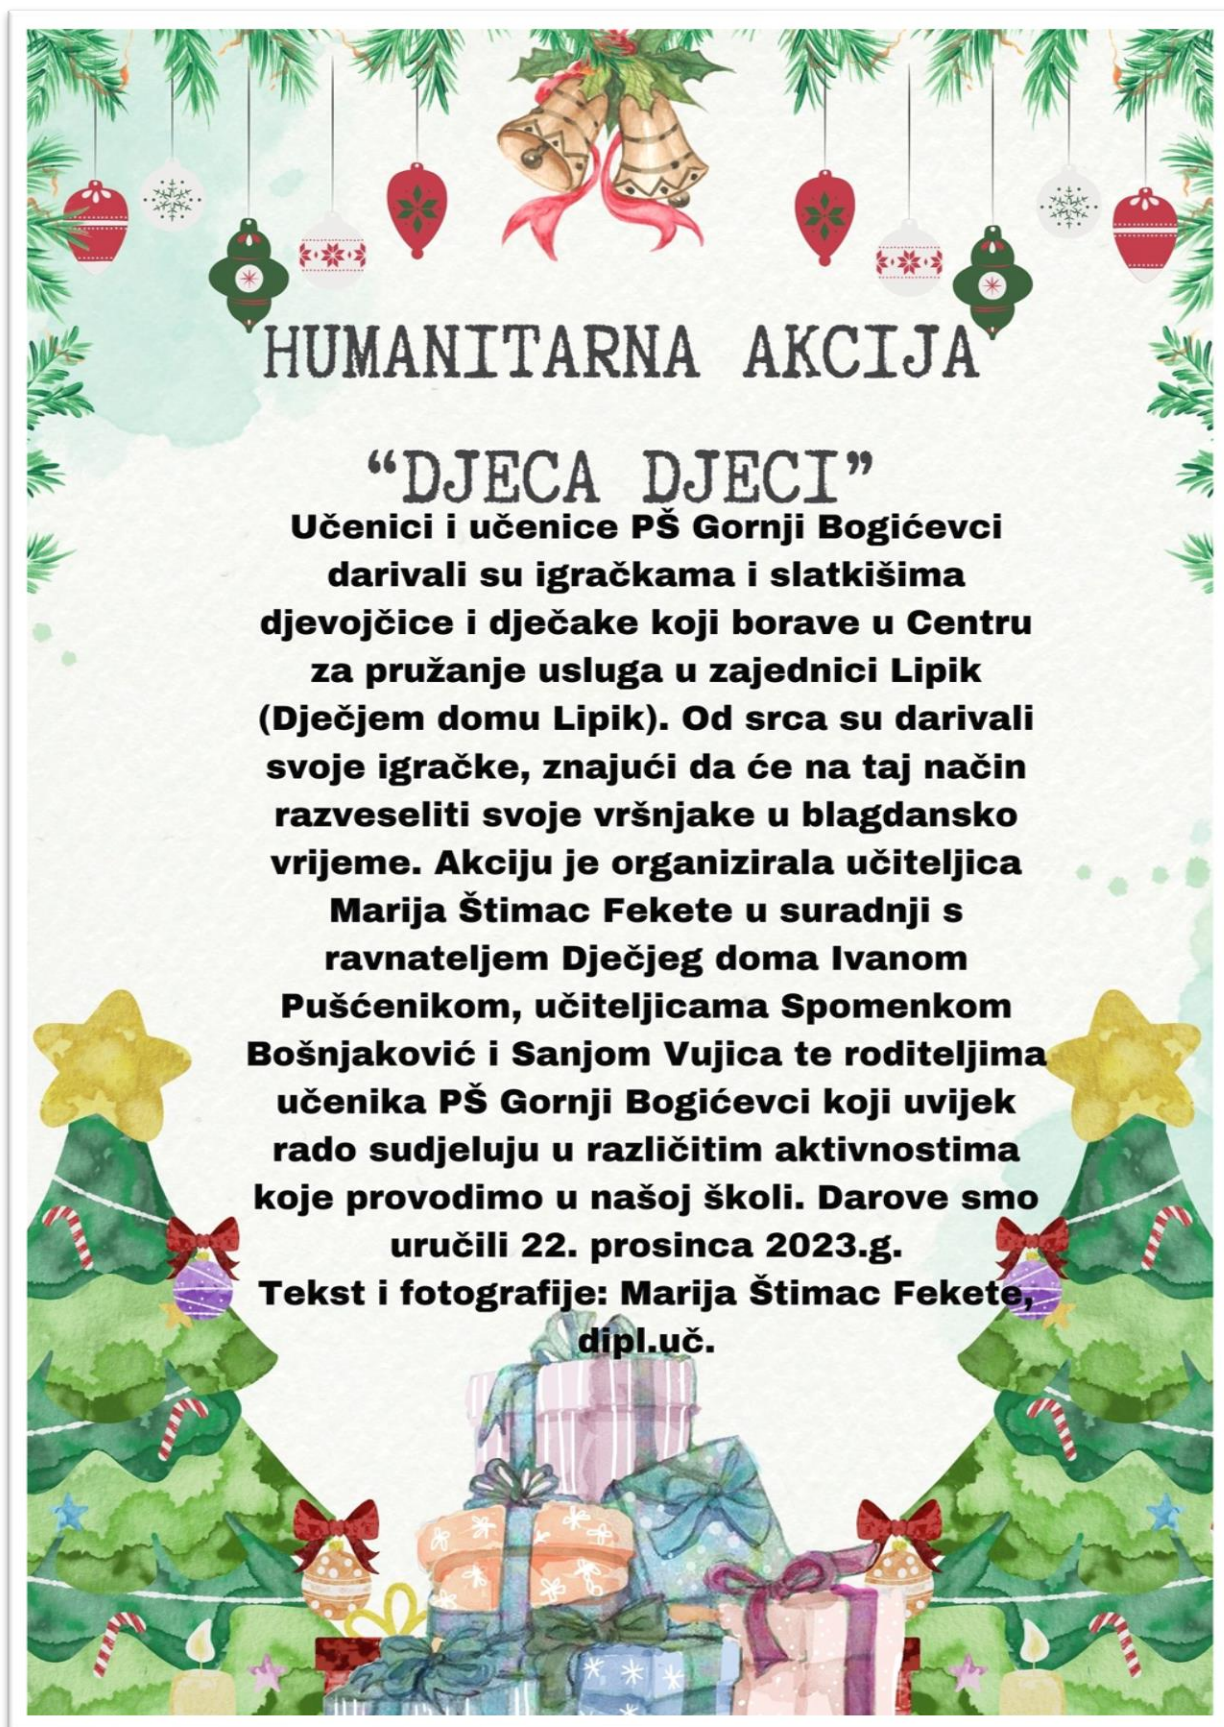 HUMANITARNA AKCIJA
“DJECA DJECI”
Učenici i učenice PŠ Gornji Bogićevci
darivali su igračkama i slatkišima
djevojčice i dječake koji borave u Centru
za pružanje usluga u zajednici Lipik
(Dječjem domu Lipik). Od srca su darivali
svoje igračke, znajući da će na taj način
razveseliti svoje vršnjake u blagdansko
vrijeme. Akciju je organizirala učiteljica
Marija Štimac Fekete u suradnji s
ravnateljem Dječjeg doma Ivanom
Pušćenikom, učiteljicama Spomenkom
Bošnjaković i Sanjom Vujica te roditeljima
učenika PŠ Gornji Bogićevci koji uvijek
rado sudjeluju u različitim aktivnostima
koje provodimo u našoj školi. Darove smo
uručili 22. prosinca 2023.g.
Tekst i fotografije: Marija Štimac Fekete,
dipl.uč.